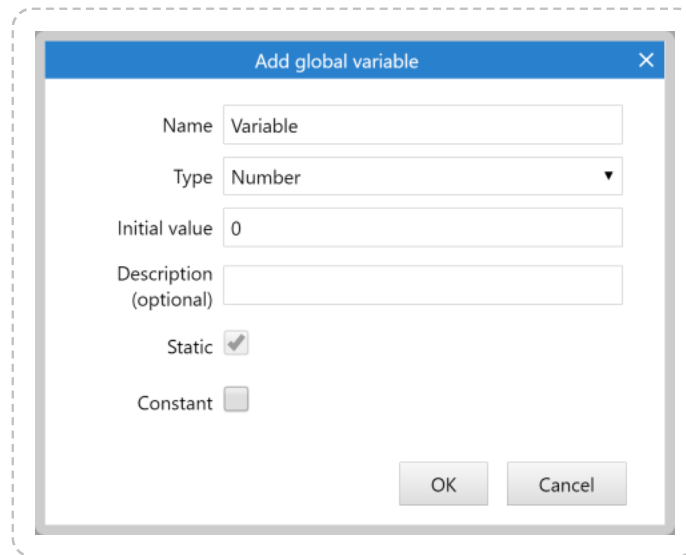 Add global variable
Name Variable
Type Number
Initial value 0
Description
(optional)
Static
Constant
OK Cancel